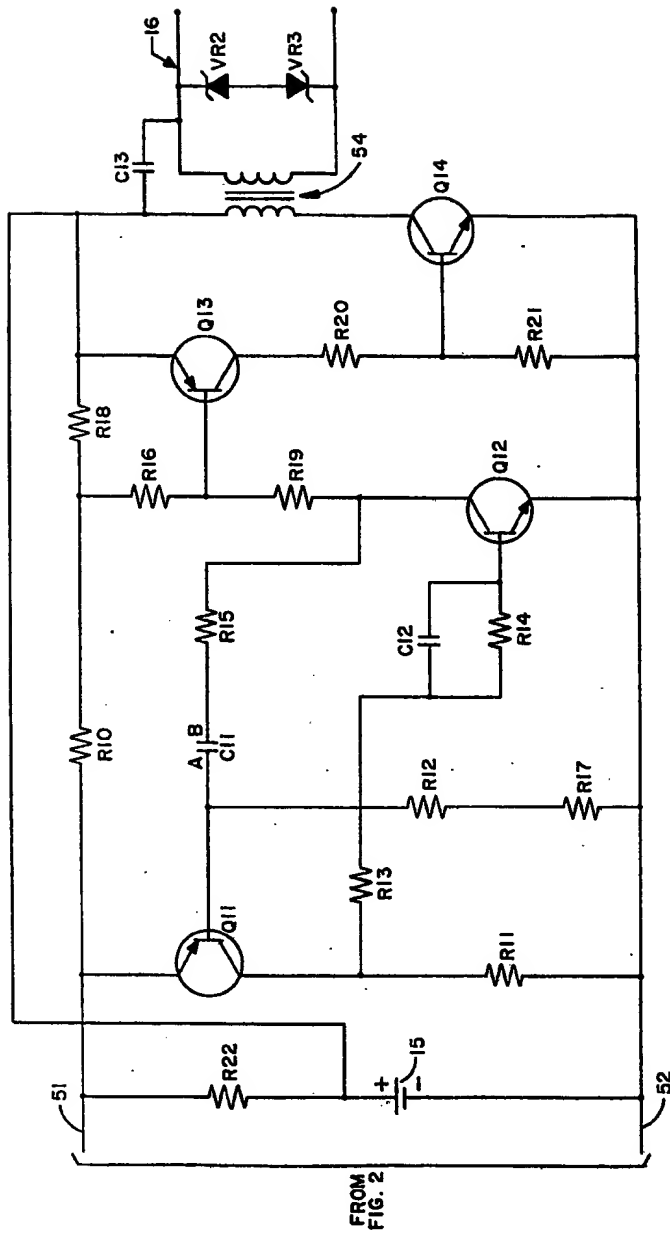 16
VR2
VR3
C13
54
Q14
Q13
R20
R21
R18
R16
R19
Q12
R15
C12
R14
R10
A
B
C11
R12
R17
R13
Q11
R11
51
R22
15
+
-
52
FROM
FIG. 2